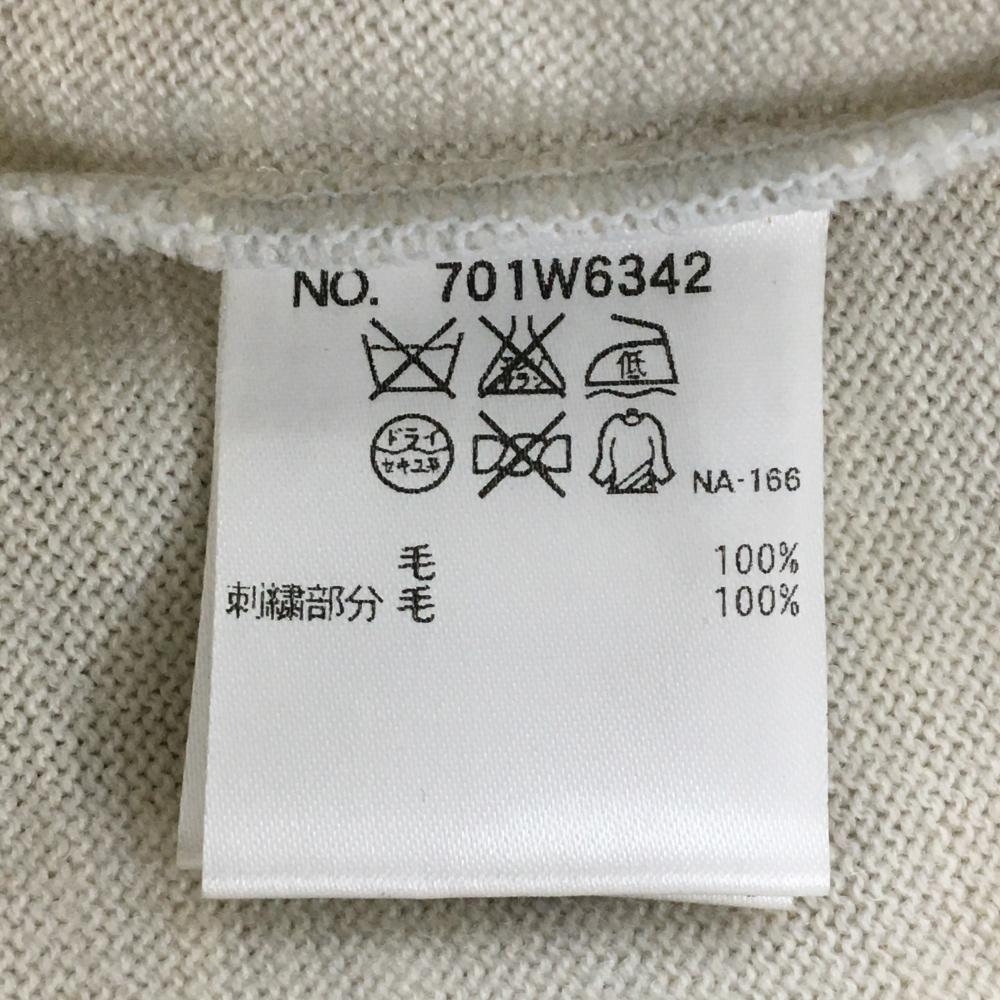 NO. 701W6342
低
ドライ
セキユ系
NA-166
毛 100%
刺繍部分 毛 100%